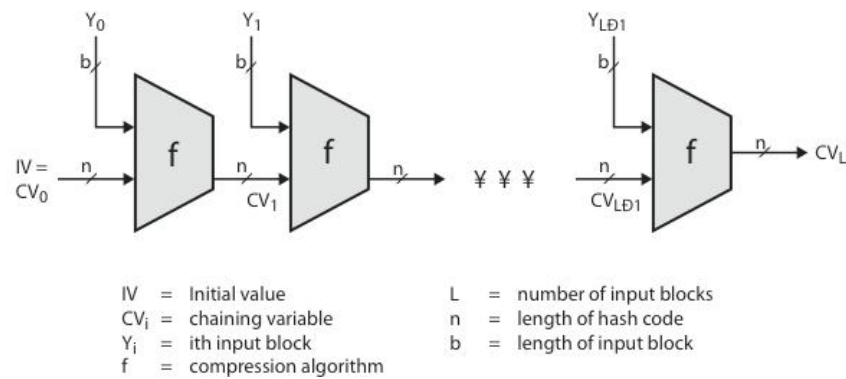 Y0 Y1 YLÐ1
b b b
f f f
IV = n n n ¥ ¥ ¥ n n CVL
CV0 CV1 CVLÐ1
IV = Initial value L = number of input blocks
CVi = chaining variable n = length of hash code
Yi = ith input block b = length of input block
f = compression algorithm